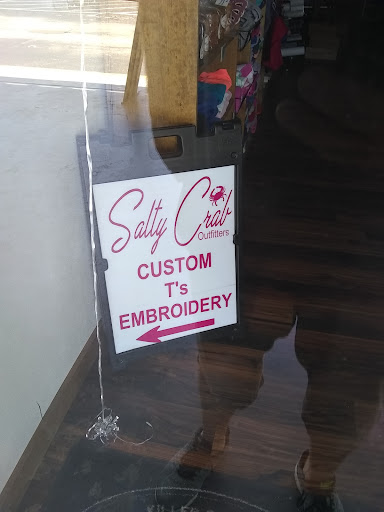 Salty Crab
Outfitters
CUSTOM
T's
EMBROIDERY